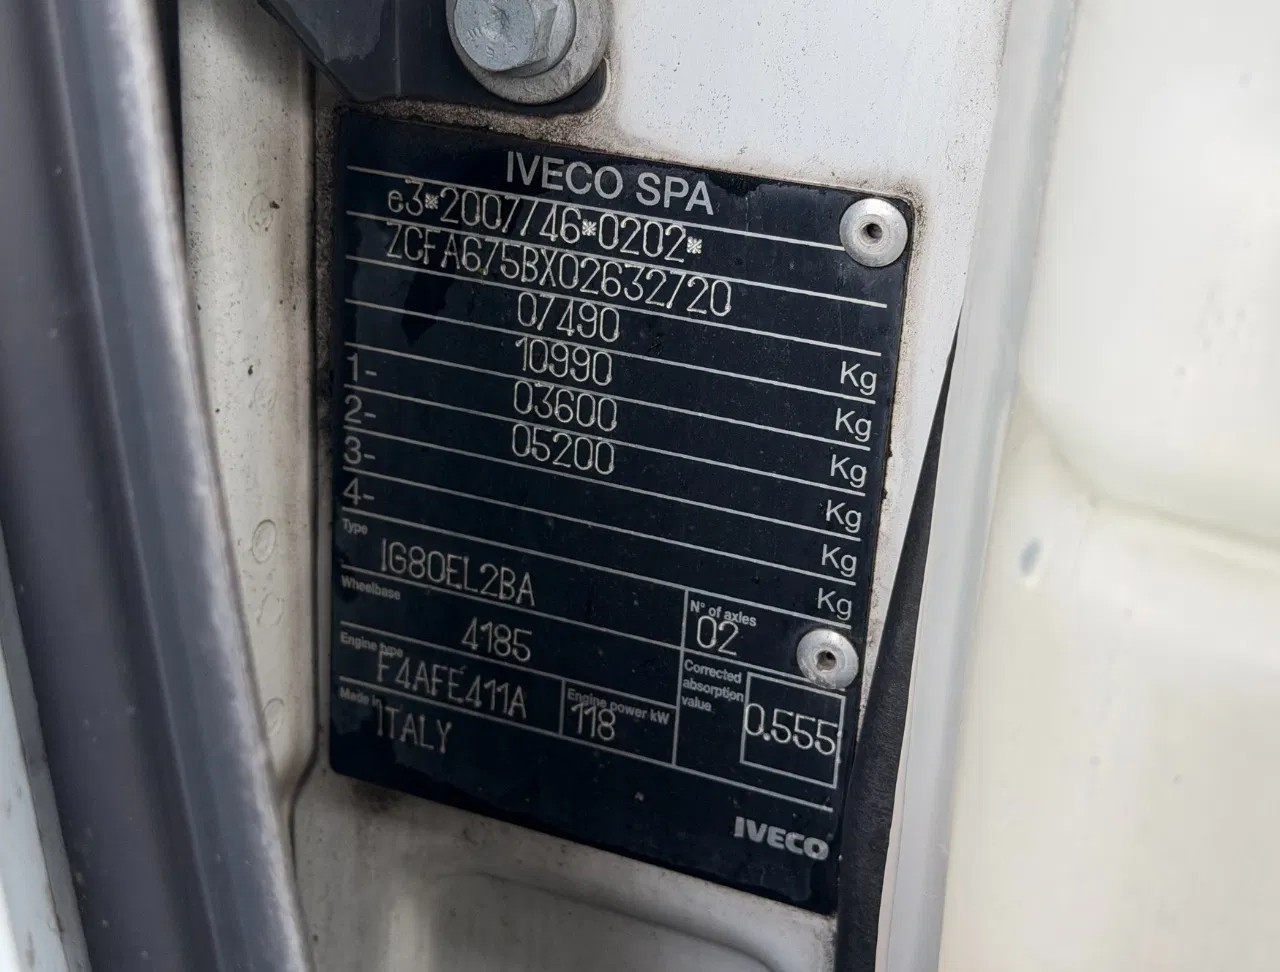 IVECO SPA
e3*2007/46*0202*
ZCFA675BX02632720
07490 Kg
10990 Kg
1- 03600 Kg
2- 05200 Kg
3- Kg
4- Kg
Type
IG80EL2BA
Wheelbase
4185
N° of axles
02
Engine type
F4AFE411A
Engine power kW
118
Corrected
absorption
value
0.555
Made in
ITALY
IVECO